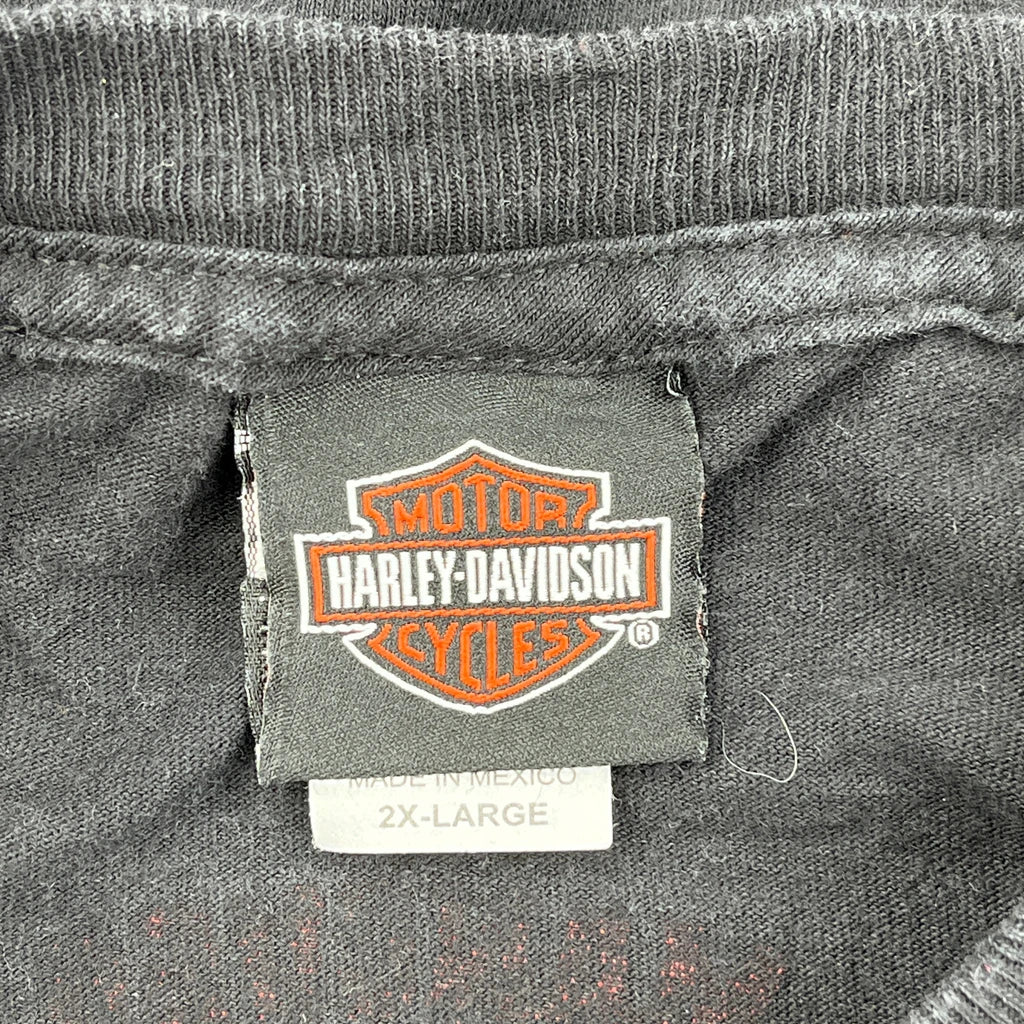 MOTOR
HARLEY-DAVIDSON
CYCLES
®
MADE IN MEXICO
2X-LARGE